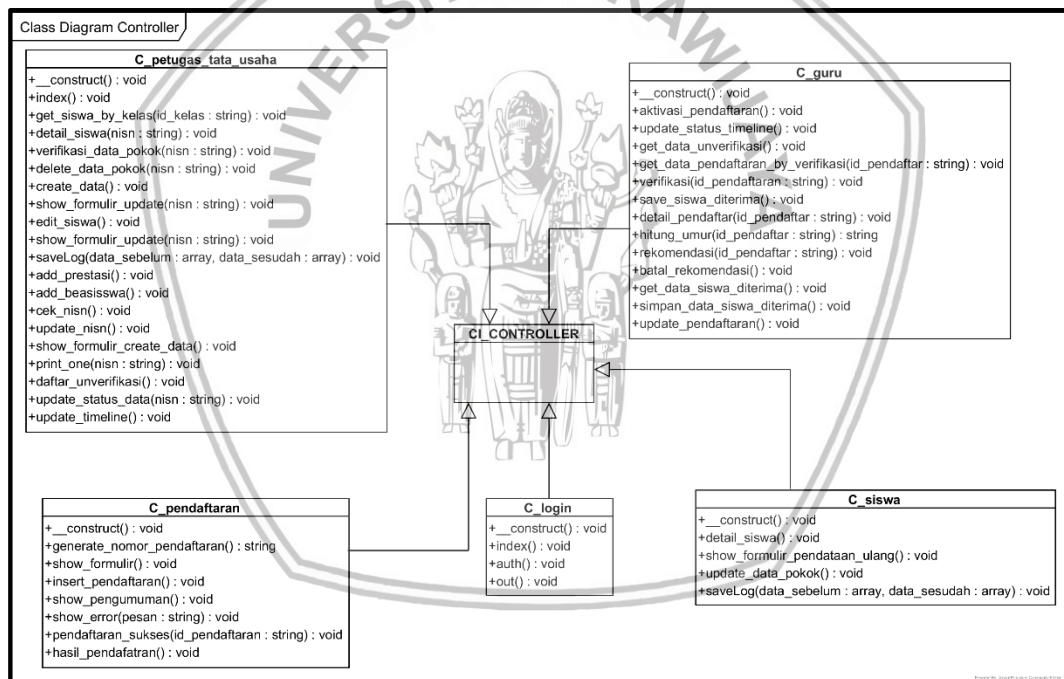 Class Diagram Controller
C_petugas_tata_usaha
+__construct() : void
+index() : void
+get_siswa_by_kelas(id_kelas : string) : void
+detail_siswa(nisn : string) : void
+verifikasi_data_pokok(nisn : string) : void
+delete_data_pokok(nisn : string) : void
+create_data() : void
+show_formulir_update(nisn : string) : void
+edit_siswa() : void
+show_formulir_update(nisn : string) : void
+saveLog(data_sebelum : array, data_sesudah : array) : void
+add_prestasi() : void
+add_beasisswa() : void
+cek_nisn() : void
+update_nisn() : void
+show_formulir_create_data() : void
+print_one(nisn : string) : void
+daftar_unverifikasi() : void
+update_status_data(nisn : string) : void
+update_timeline() : void
C_guru
+__construct() : void
+aktivasi_pendaftaran() : void
+update_status_timeline() : void
+get_data_unverifikasi() : void
+get_data_pendaftaran_by_verifikasi(id_pendaftar : string) : void
+verifikasi(id_pendaftaran : string) : void
+save_siswa_diterima() : void
+detail_pendaftar(id_pendaftar : string) : void
+hitung_umur(id_pendaftar : string) : string
+rekomendasi(id_pendaftar : string) : void
+batal_rekomendasi() : void
+get_data_siswa_diterima() : void
+simpan_data_siswa_diterima() : void
+update_pendaftaran() : void
CI_CONTROLLER
C_pendaftaran
+__construct() : void
+generate_nomor_pendaftaran() : string
+show_formulir() : void
+insert_pendaftaran() : void
+show_pengumuman() : void
+show_error(pesan : string) : void
+pendaftaran_sukses(id_pendaftaran : string) : void
+hasil_pendafatran() : void
C_login
+__construct() : void
+index() : void
+auth() : void
+out() : void
C_siswa
+__construct() : void
+detail_siswa() : void
+show_formulir_pendataan_ulang() : void
+update_data_pokok() : void
+saveLog(data_sebelum : array, data_sesudah : array) : void